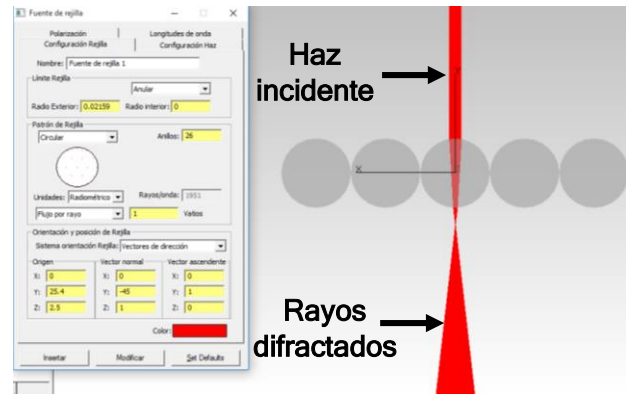 Fuente de rejilla
Polarización
Longitudes de onda
Configuración Rejilla
Configuración Haz
Nombre: Fuente de rejilla 1
Límite Rejilla
Anular
Radio Exterior: 0.02159 Radio interior: 0
Patrón de Rejilla
Circular
Anillos: 26
Unidades: Radiométrico
Rayos/onda: 1951
Flujo por rayo
1 Vatios
Orientación y posición de Rejilla
Sistema orientación Rejilla: Vectores de dirección
Origen Vector normal Vector ascendente
X: 0 X: 0 X: 0
Y: 25.4 Y: -45 Y: 1
Z: 2.5 Z: 1 Z: 0
Color:
Insertar Modificar Set Defaults
Haz
incidente
X
Rayos
difractados